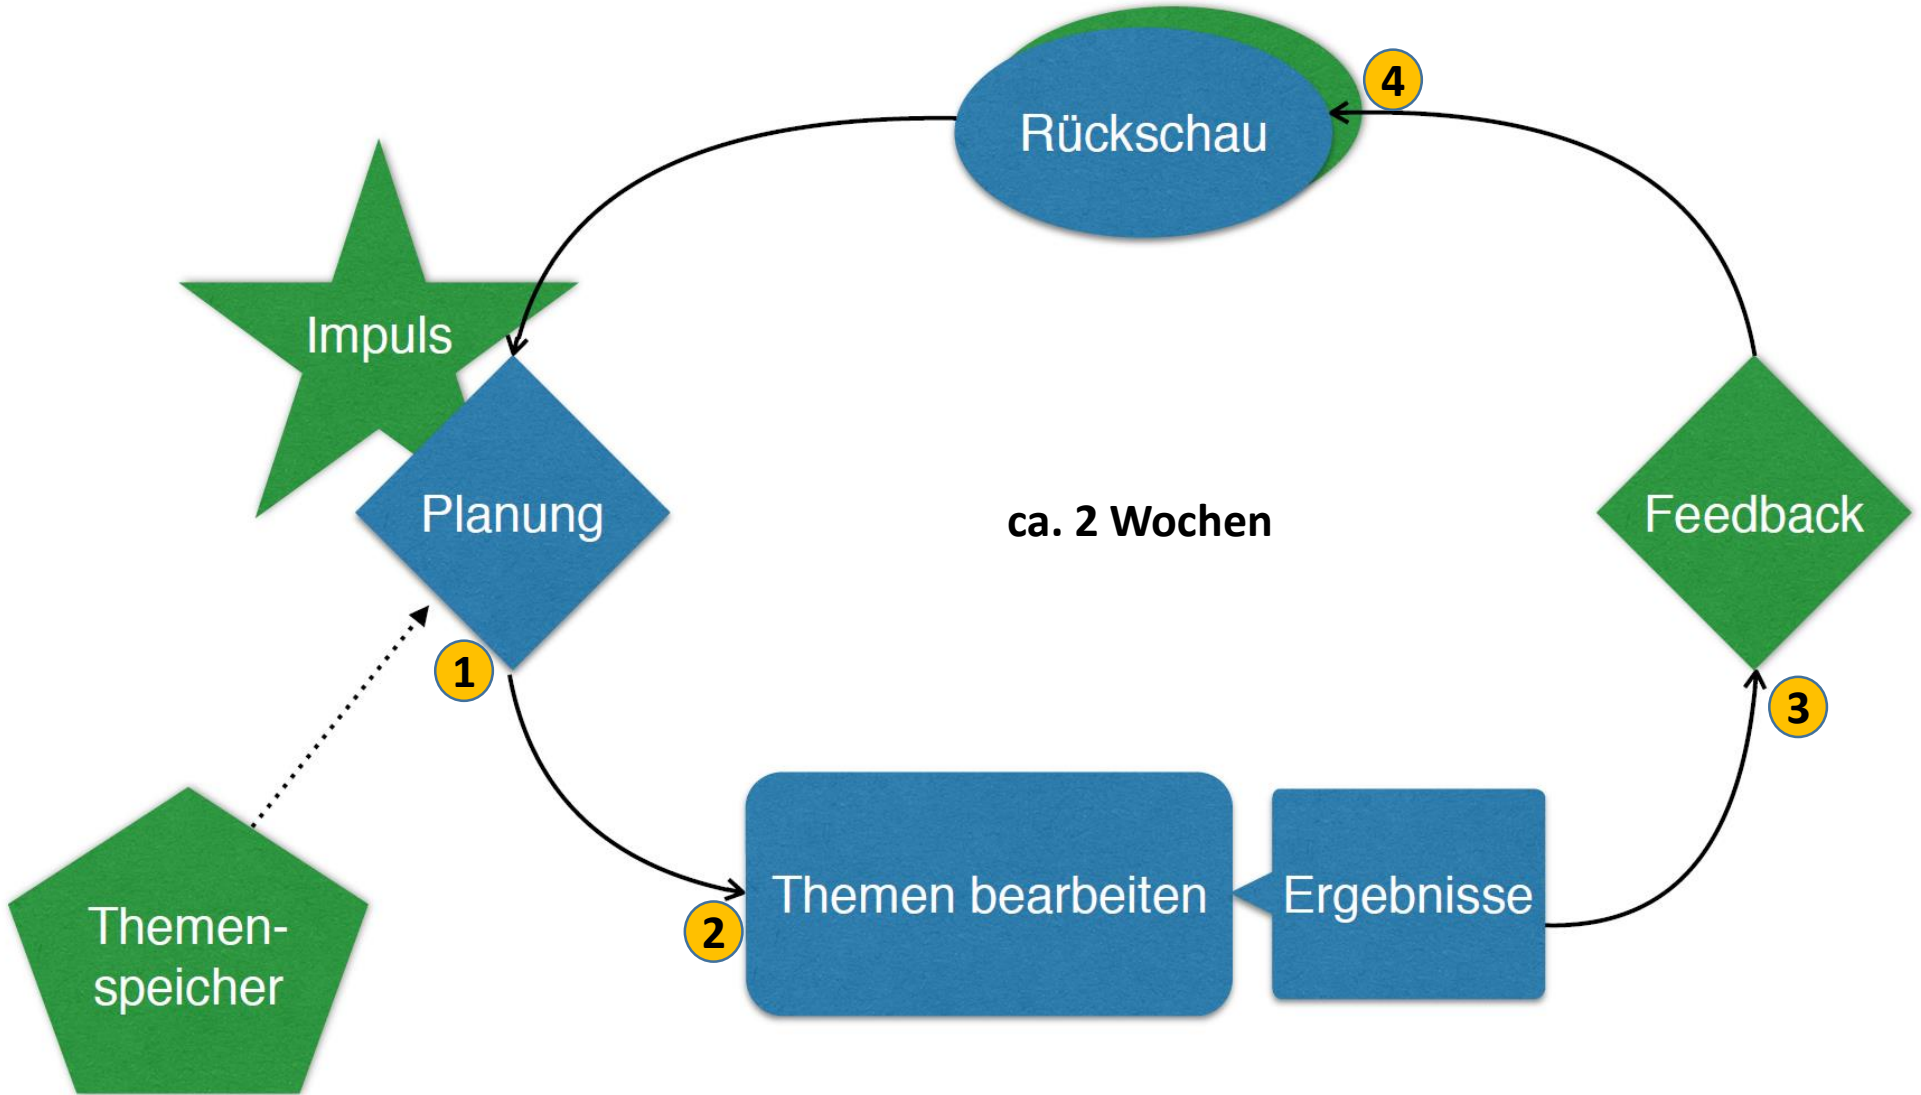 Rückschau
4
Impuls
Planung
ca. 2 Wochen
Feedback
1
3
Themen bearbeiten
Ergebnisse
2
Themen-
speicher